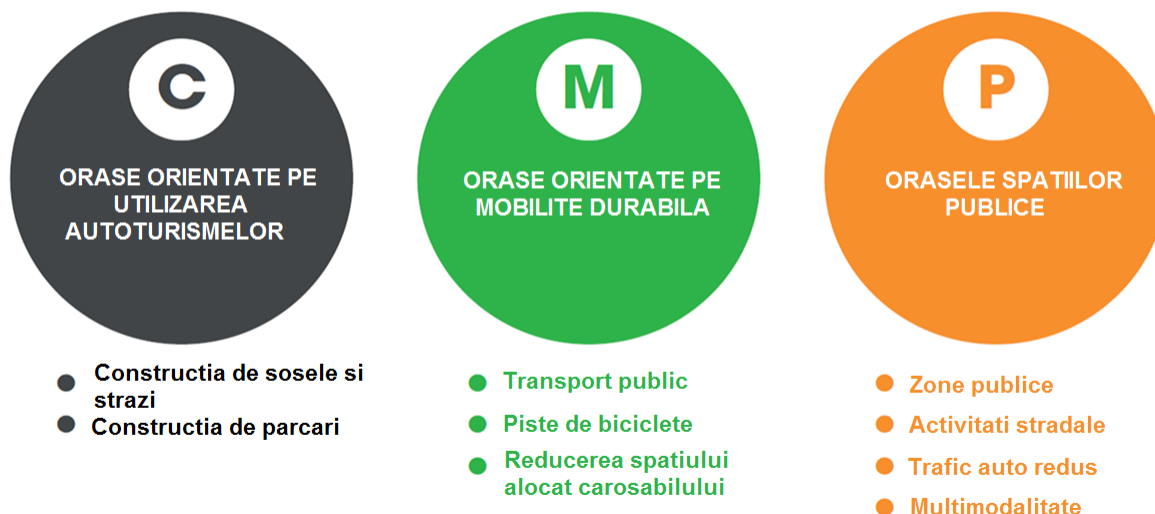 C
ORASE ORIENTATE PE
UTILIZAREA
AUTOTURISMELOR
Constructia de sosele si
strazi
Constructia de parcari
M
ORASE ORIENTATE PE
MOBILITE DURABILA
Transport public
Piste de biciclete
Reducerea spatiului
alocat carosabilului
P
ORASELE SPATIILOR
PUBLICE
Zone publice
Activitati stradale
Trafic auto redus
Multimodalitate